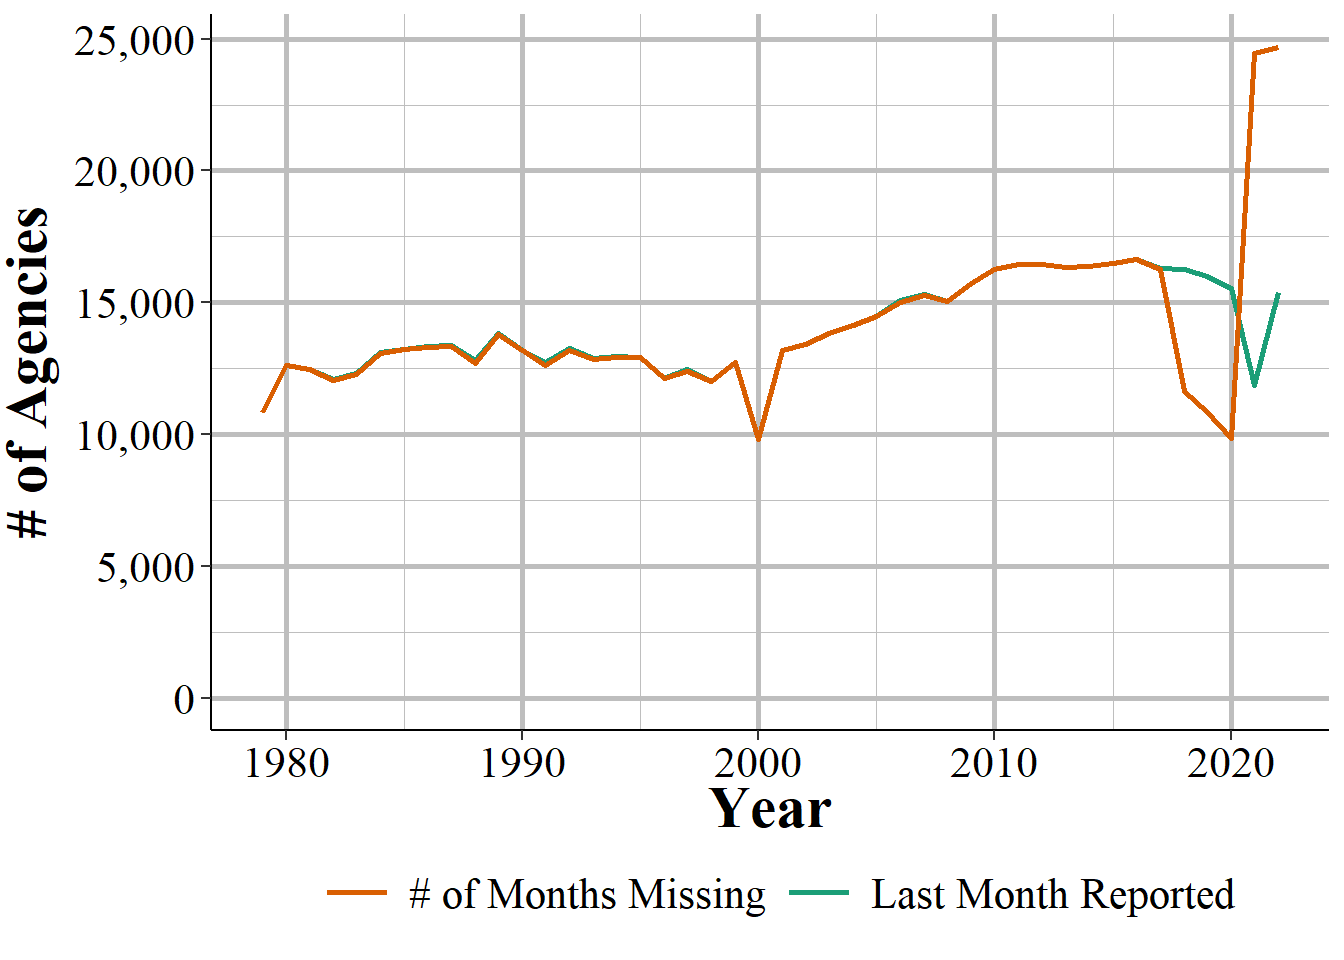 # of Agencies
25,000
20,000
15,000
10,000
5,000
0
1980 1990 2000 2010 2020
Year
# of Months Missing Last Month Reported